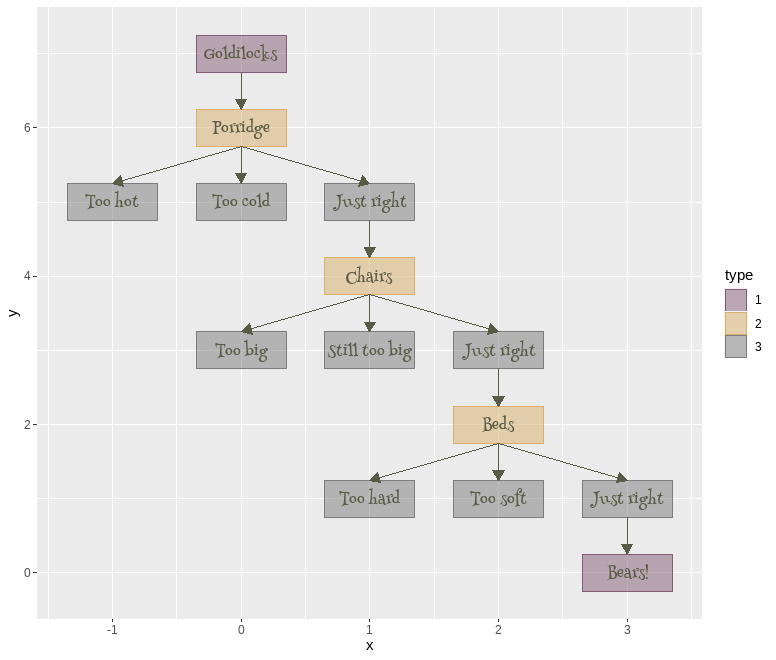 Goldilocks
Porridge
6
Too hot
Too cold
Just right
Chairs
4
type
1
y
2
Too big
Still too big
Just right
3
Beds
2
Too hard
Too soft
Just right
Bears!
0
-1
0
1
2
3
x